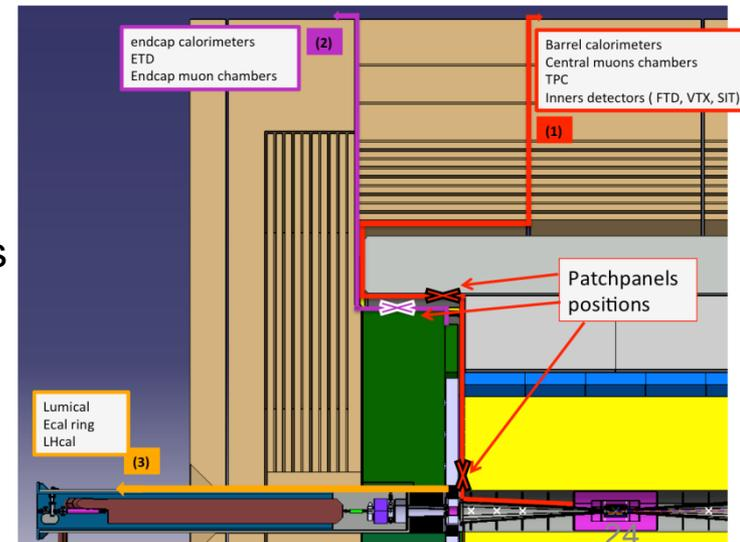 endcap calorimeters
ETD
Endcap muon chambers
(2)
Barrel calorimeters
Central muons chambers
TPC
Inners detectors ( FTD, VTX, SIT)
(1)
s
Patchpanels
positions
Lumical
Ecal ring
LHcal
(3)
24